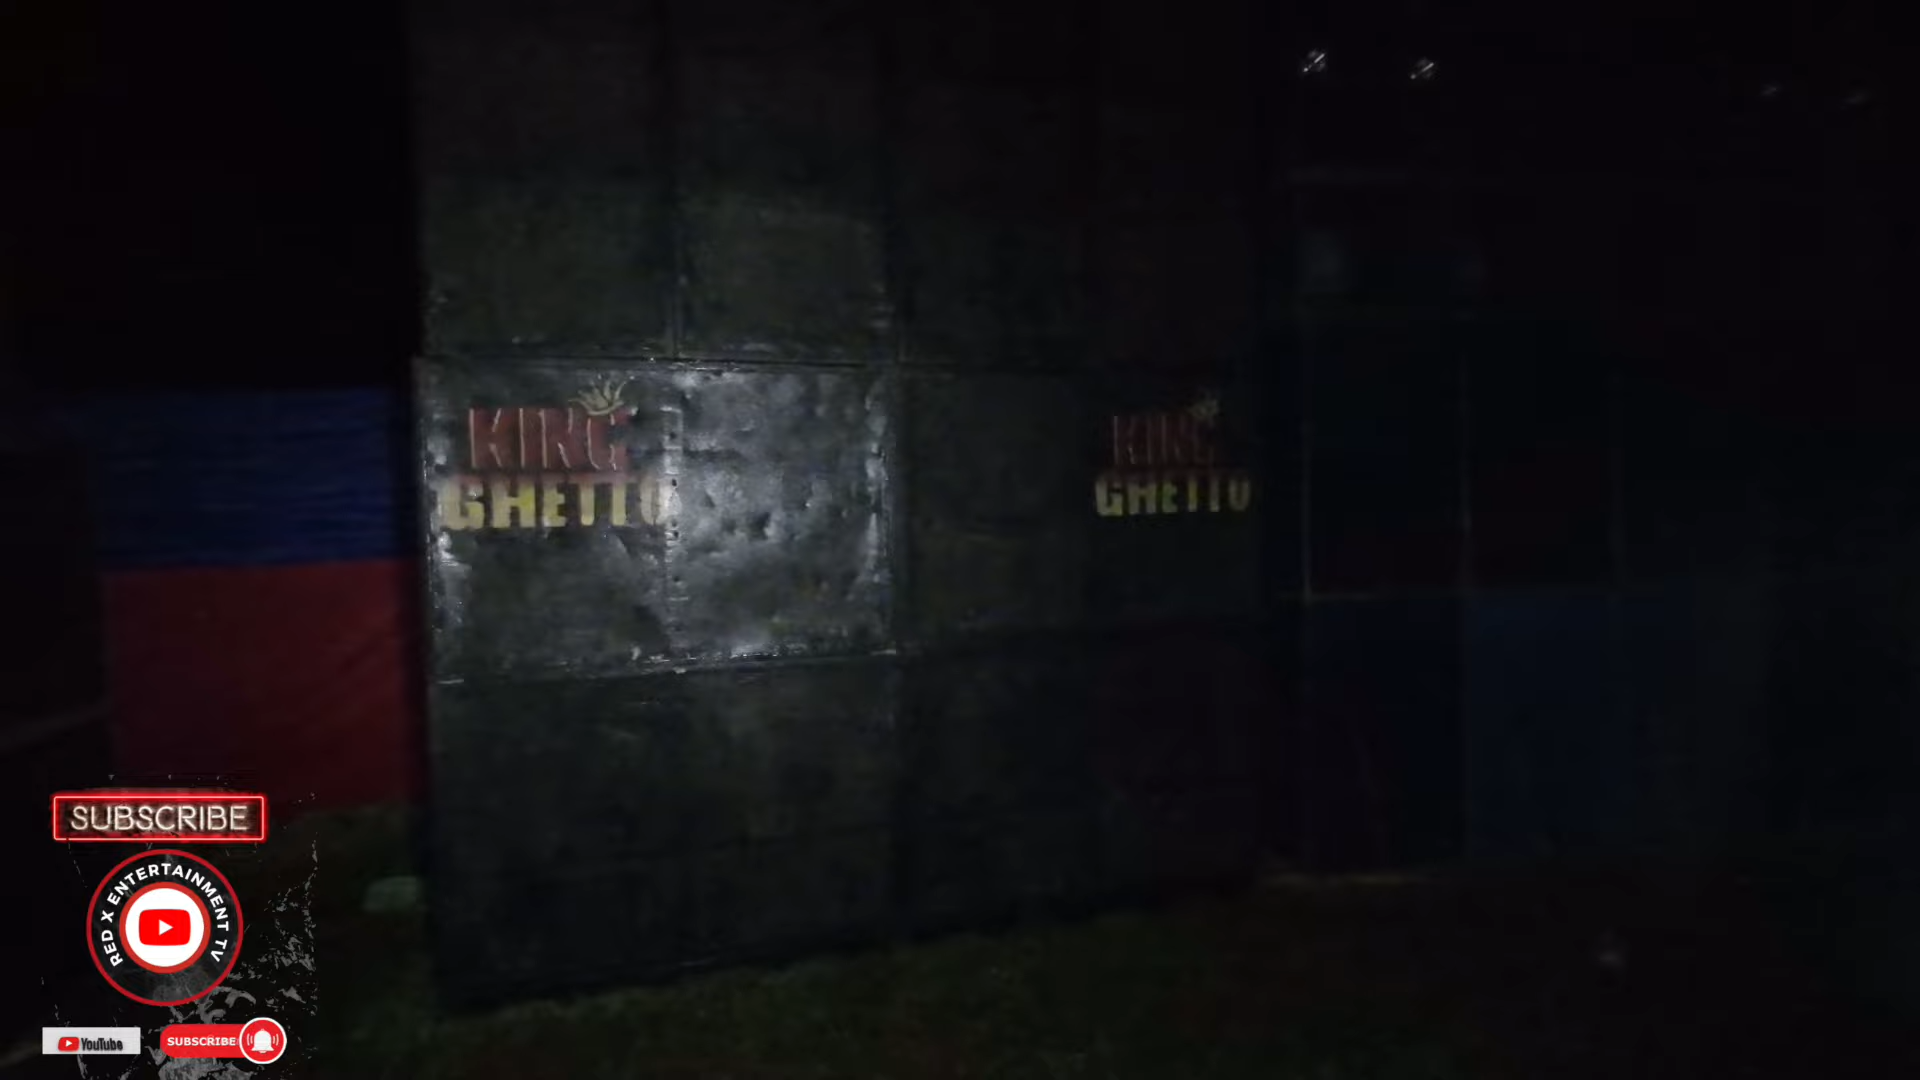 KING
GHETTO
KING
GHETTO
SUBSCRIBE
RED X ENTERTAINMENT TV
YouTube
SUBSCRIBE